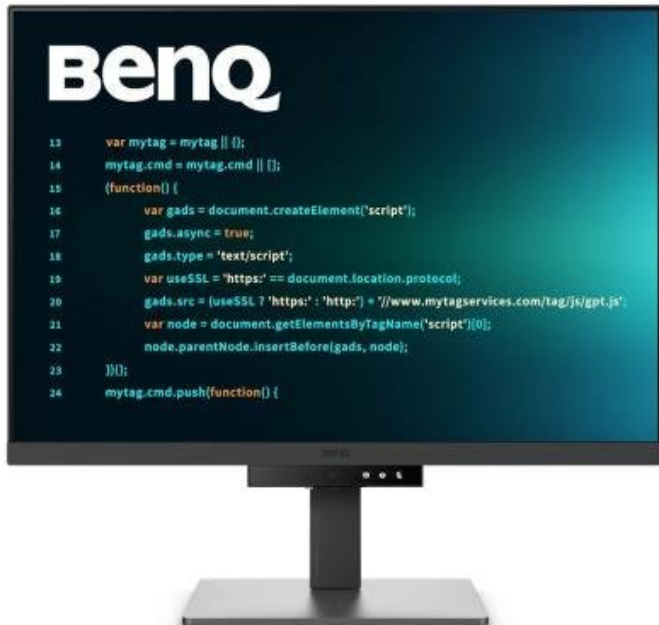 BenQ
13 var mytag = mytag || {};
14 mytag.cmd = mytag.cmd || [];
15 (function() {
16 var gads = document.createElement('script');
17 gads.async = true;
18 gads.type = 'text/script';
19 var useSSL = 'https:' == document.location.protocol;
20 gads.src = (useSSL ? 'https:' : 'http:') + '//www.mytagservices.com/tag/js/gpt.js';
21 var node = document.getElementsByTagName('script')[0];
22 node.parentNode.insertBefore(gads, node);
23 })();
24 mytag.cmd.push(function() {
BenQ